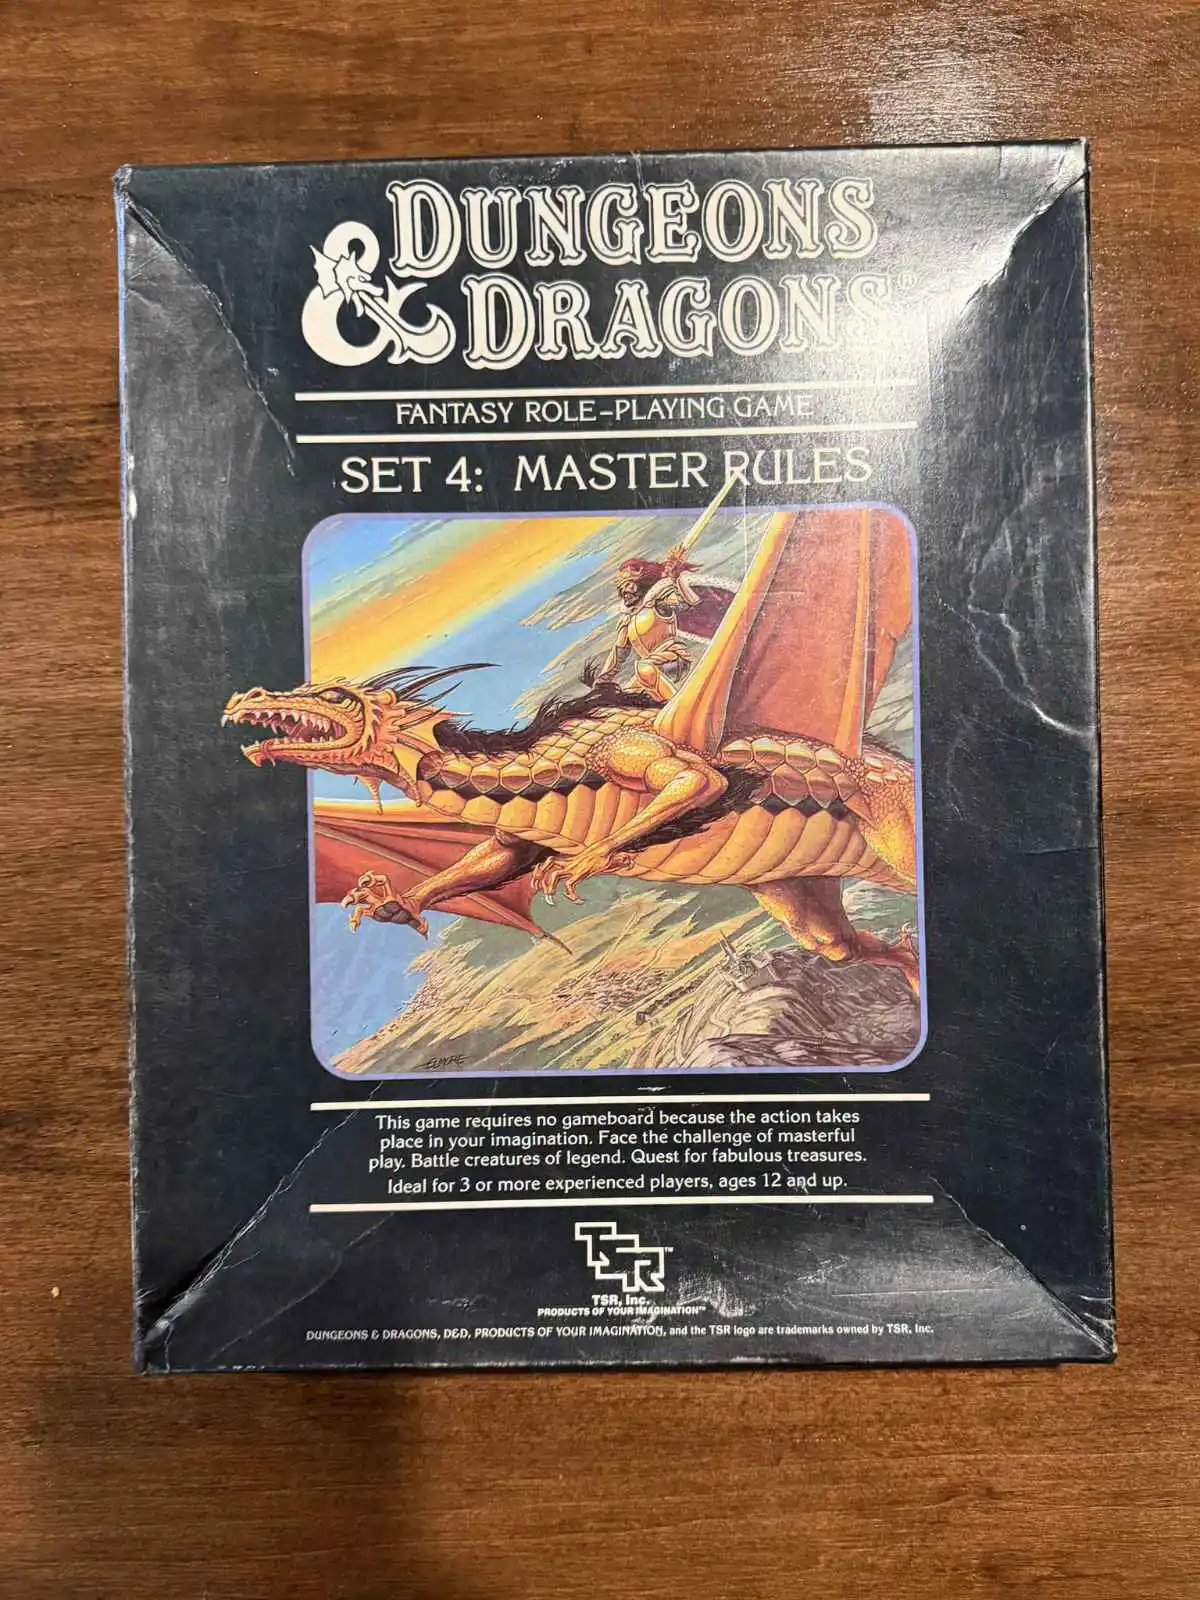 DUNGEONS
& DRAGONS®
FANTASY ROLE-PLAYING GAME
SET 4: MASTER RULES
ELMORE
This game requires no gameboard because the action takes
place in your imagination. Face the challenge of masterful
play. Battle creatures of legend. Quest for fabulous treasures.
Ideal for 3 or more experienced players, ages 12 and up.
TSR™
TSR, Inc.
PRODUCTS OF YOUR IMAGINATION™
DUNGEONS & DRAGONS, D&D, PRODUCTS OF YOUR IMAGINATION, and the TSR logo are trademarks owned by TSR, Inc.